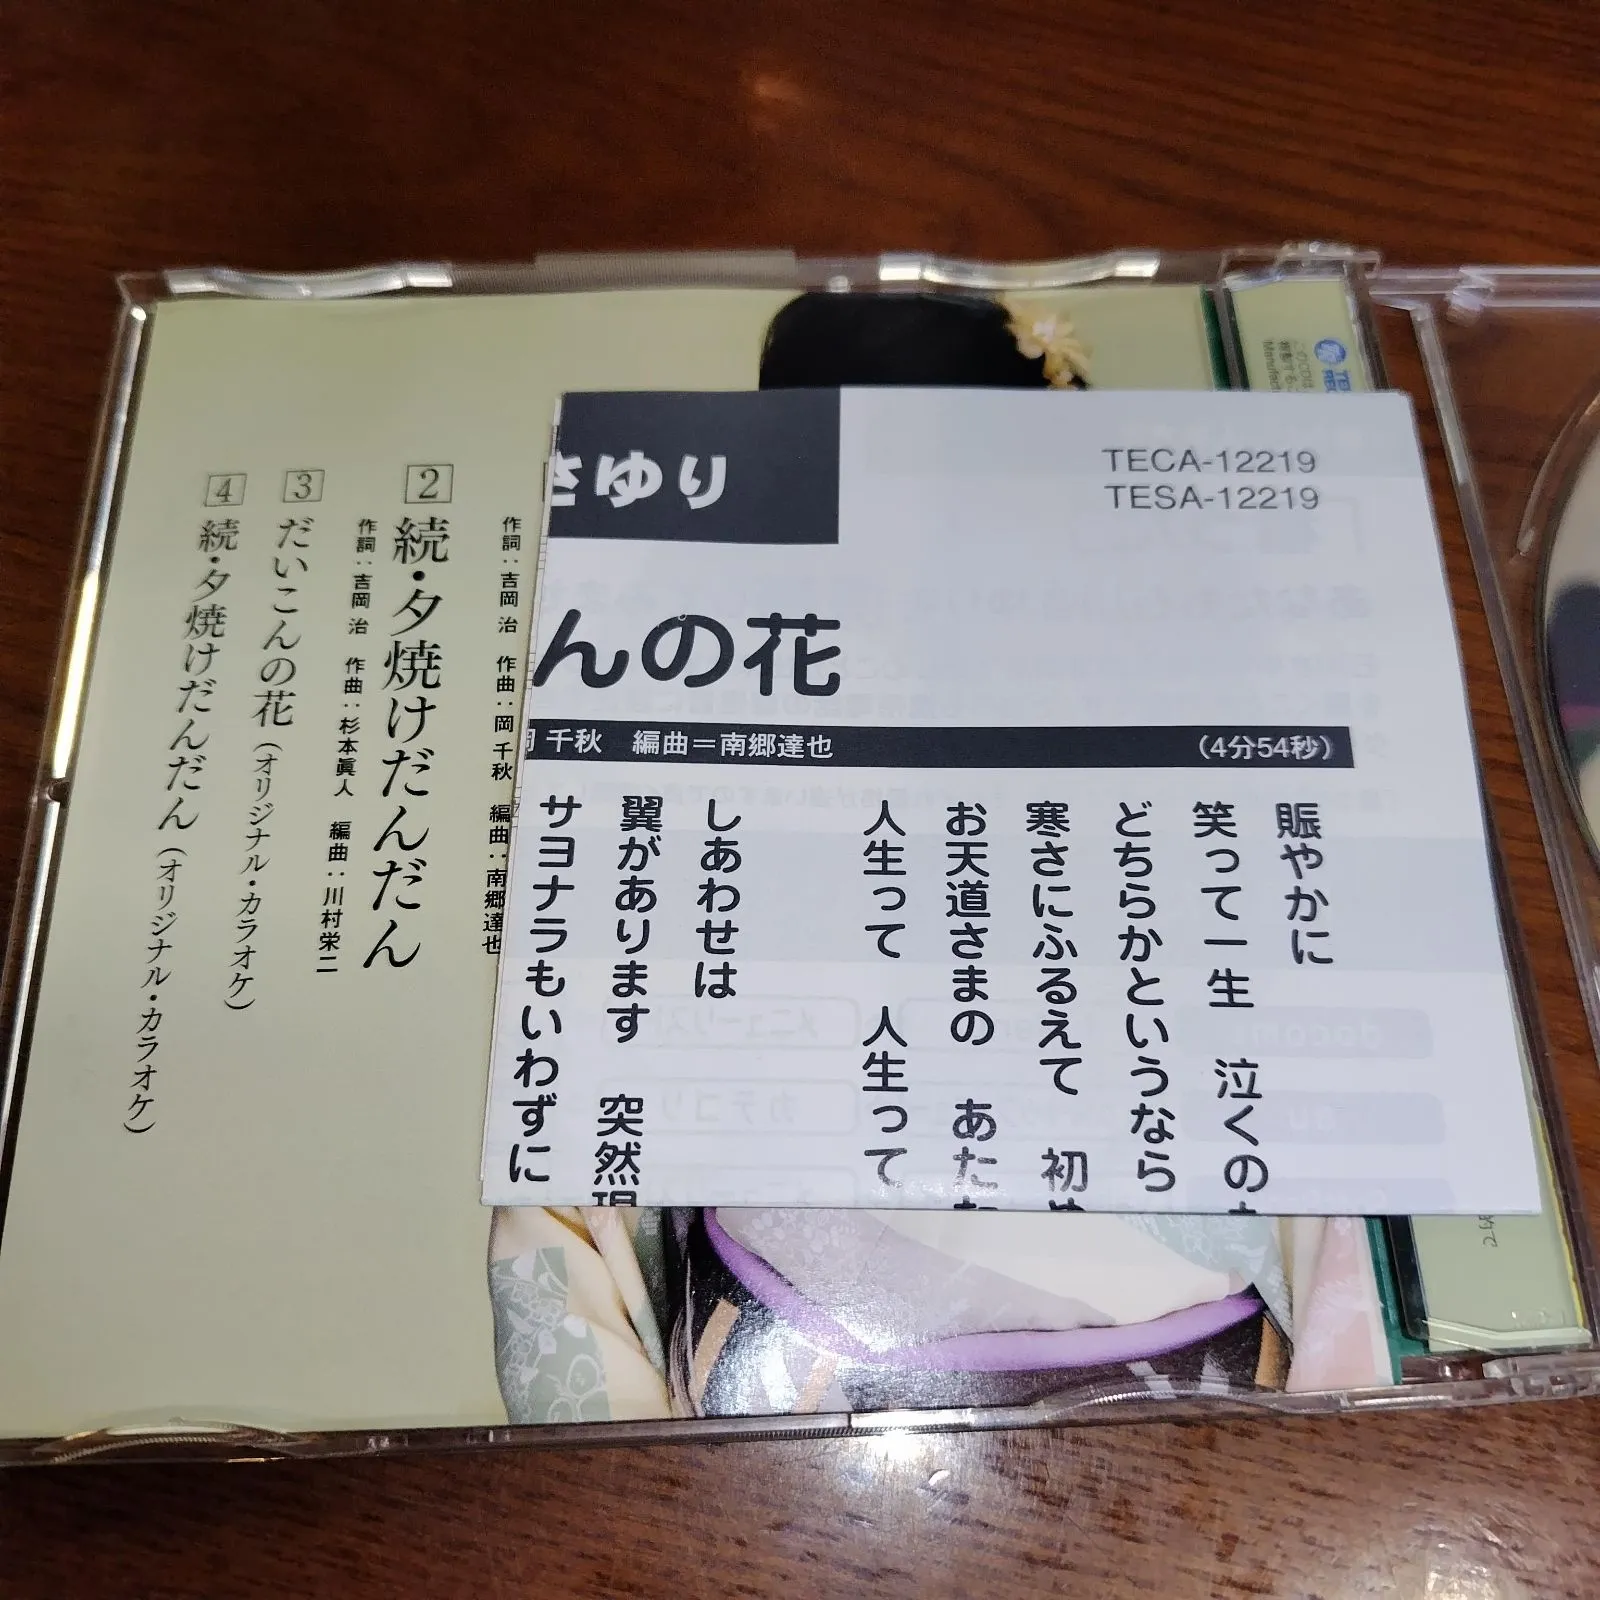 さゆり
TECA-12219
TESA-12219
んの花
千秋 編曲=南郷達也 (4分54秒)
賑やかに
笑って一生 泣くの
どちらかというなら
寒さにふるえて 初
お天道さまの あた
人生って 人生って
しあわせは
翼があります 突然
サヨナラもいわずに
作詞:吉岡 治 作曲:岡 千秋 編曲:南郷達也
2 続・夕焼けだんだん
作詞:吉岡 治 作曲:杉本眞人 編曲:川村栄二
3 だいこんの花(オリジナル・カラオケ)
4 続・夕焼けだんだん(オリジナル・カラオケ)